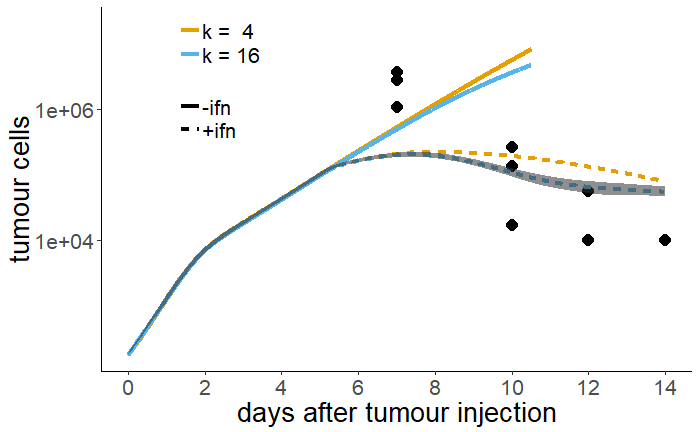 k =  4
k = 16
-ifn
+ifn
1e+06
1e+04
tumour cells
0 2 4 6 8 10 12 14
days after tumour injection